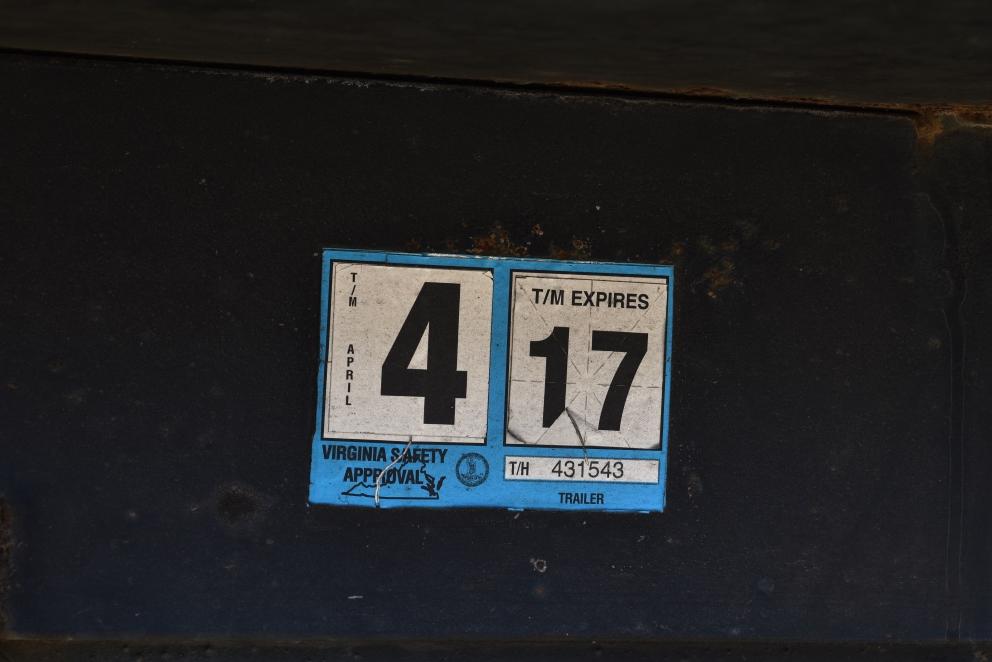 T/M APRIL
4
T/M EXPIRES
17
VIRGINIA SAFETY
APPROVAL
T/H 431543
TRAILER